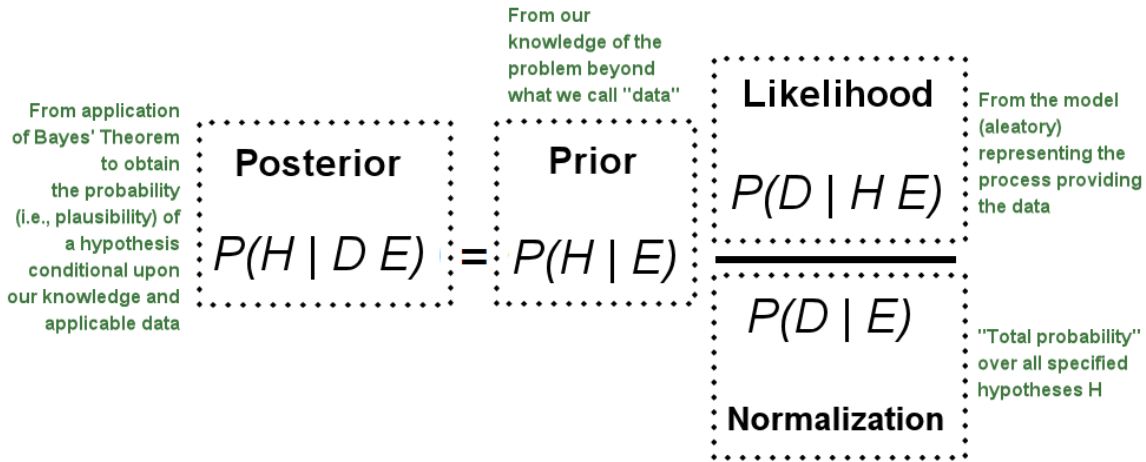 From application
of Bayes' Theorem
to obtain
the probability
(i.e., plausibility) of
a hypothesis
conditional upon
our knowledge and
applicable data
Posterior
P(H | D E)
=
From our
knowledge of the
problem beyond
what we call "data"
Prior
P(H | E)
Likelihood
P(D | H E)
From the model
(aleatory)
representing the
process providing
the data
P(D | E)
Normalization
"Total probability"
over all specified
hypotheses H